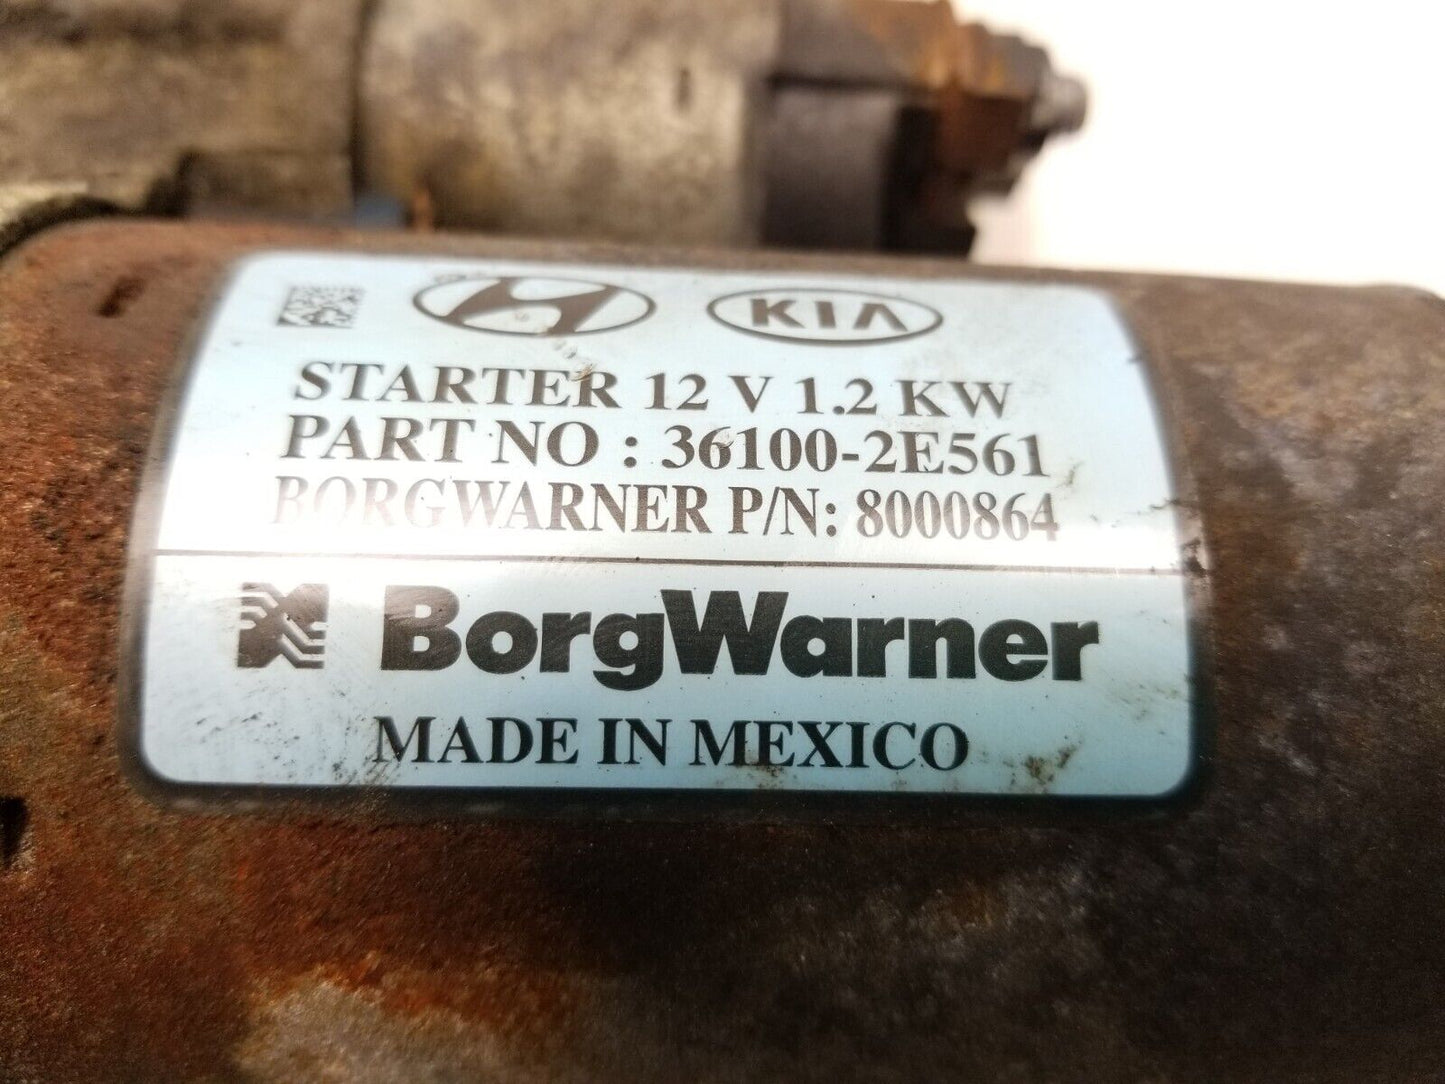 KIA
STARTER 12 V 1.2 KW
PART NO : 36100-2E561
BORGWARNER P/N: 8000864
BorgWarner
MADE IN MEXICO